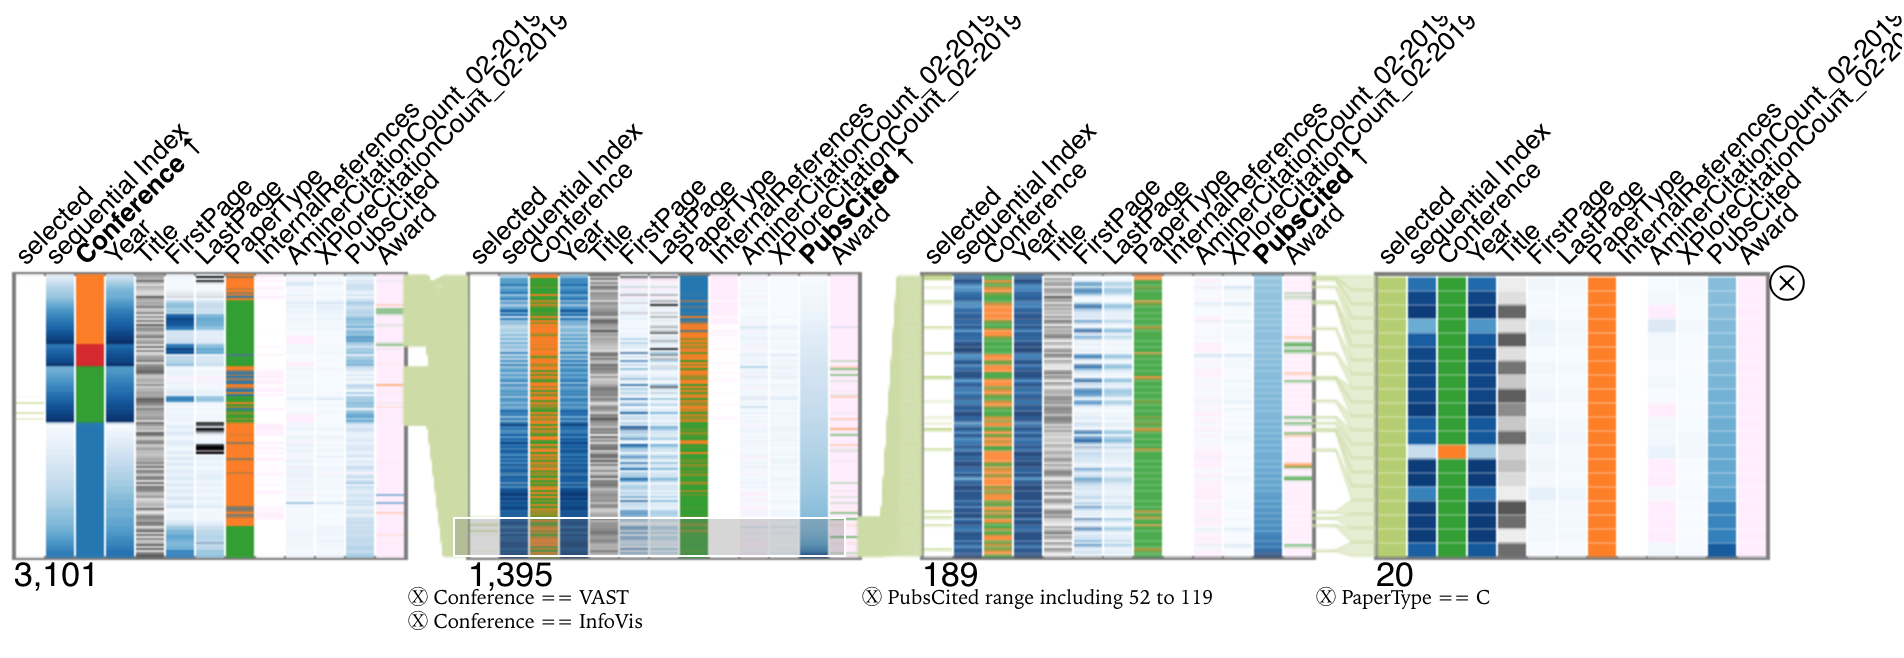 selected
sequential Index
Conference ↑
Year
Title
FirstPage
LastPage
PaperType
InternalReferences
AminerCitationCount_02-2019
XPloreCitationCount_02-2019
PubsCited
Award
selected
sequential Index
Conference
Year
Title
FirstPage
LastPage
PaperType
InternalReferences
AminerCitationCount_02-2019
XPloreCitationCount_02-2019
PubsCited ↑
Award
selected
sequential Index
Conference
Year
Title
FirstPage
LastPage
PaperType
InternalReferences
AminerCitationCount_02-2019
XPloreCitationCount_02-2019
PubsCited ↑
Award
selected
sequential Index
Conference
Year
Title
FirstPage
LastPage
PaperType
InternalReferences
AminerCitationCount_02-2019
XPloreCitationCount_02-20
PubsCited
Award
3,101
1,395
189
20
Ⓧ Conference == VAST
Ⓧ Conference == InfoVis
Ⓧ PubsCited range including 52 to 119
Ⓧ PaperType == C